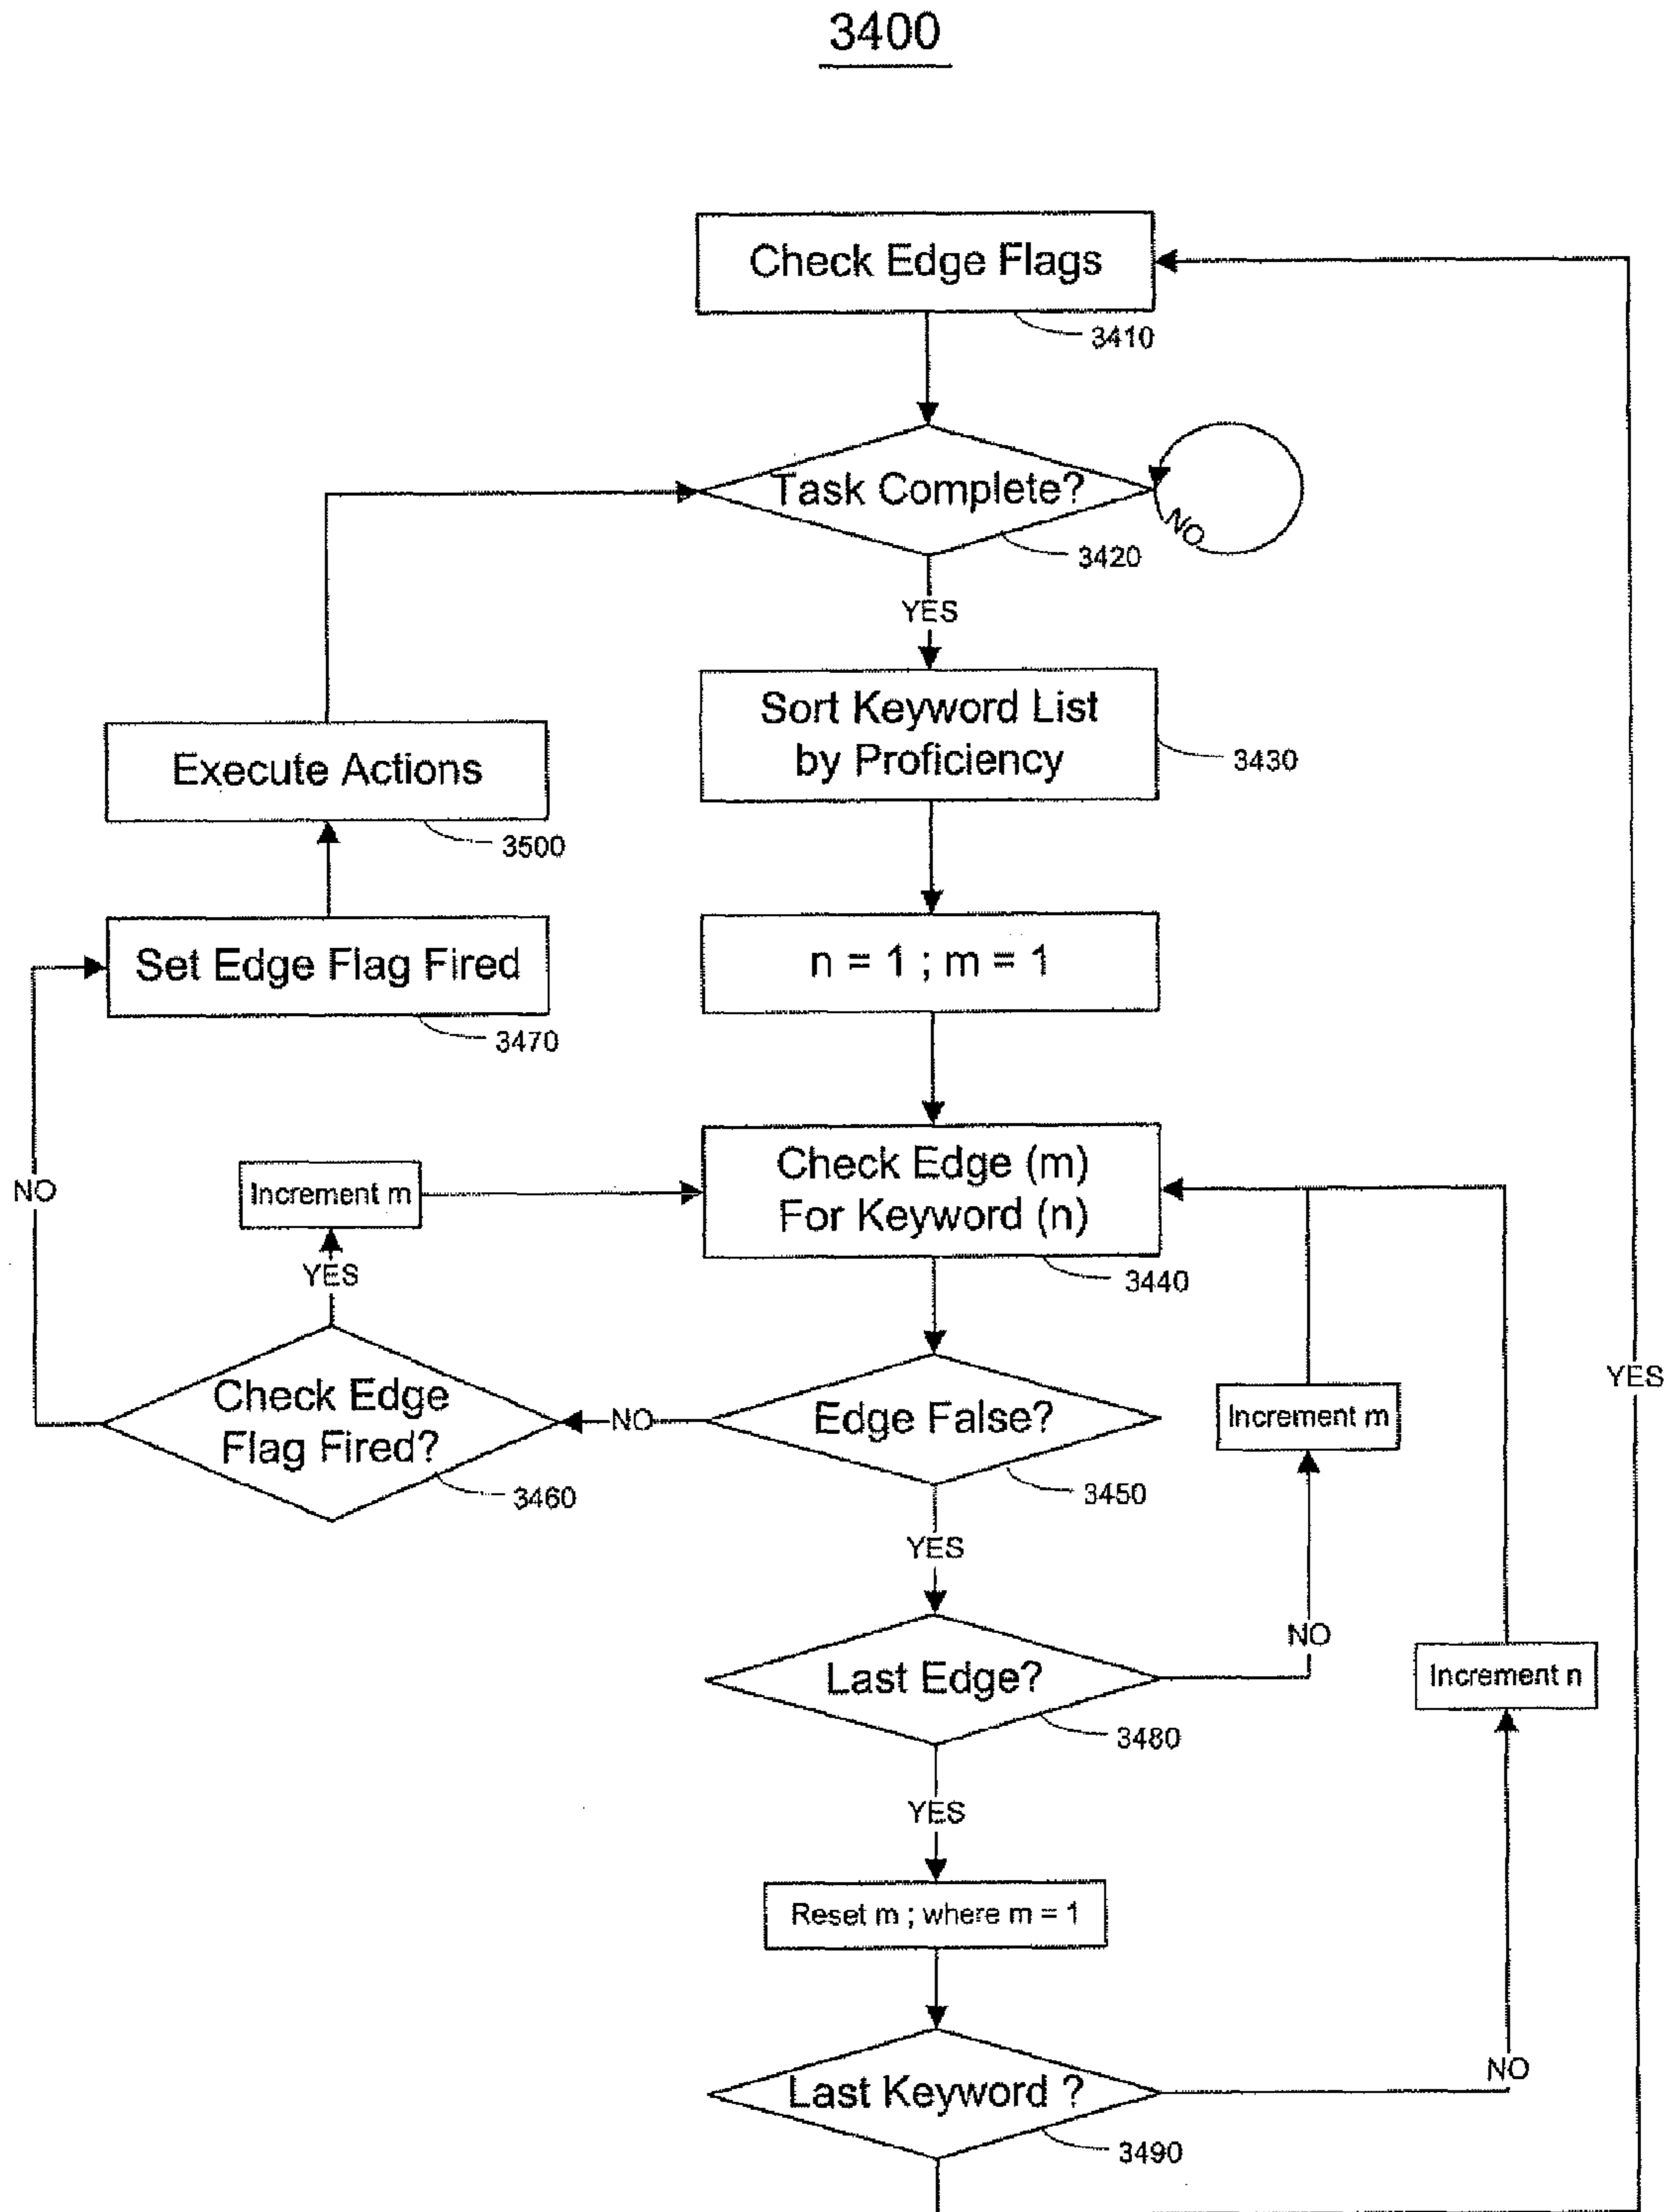 3400
Check Edge Flags
3410
Task Complete?
NO
3420
YES
Sort Keyword List
by Proficiency
3430
Execute Actions
3500
n = 1 ; m = 1
Set Edge Flag Fired
3470
Check Edge (m)
For Keyword (n)
3440
Increment m
NO
YES
Check Edge
Flag Fired?
3460
NO
Edge False?
3450
Increment m
YES
YES
Last Edge?
3480
NO
Increment n
YES
Reset m ; where m = 1
Last Keyword ?
3490
NO